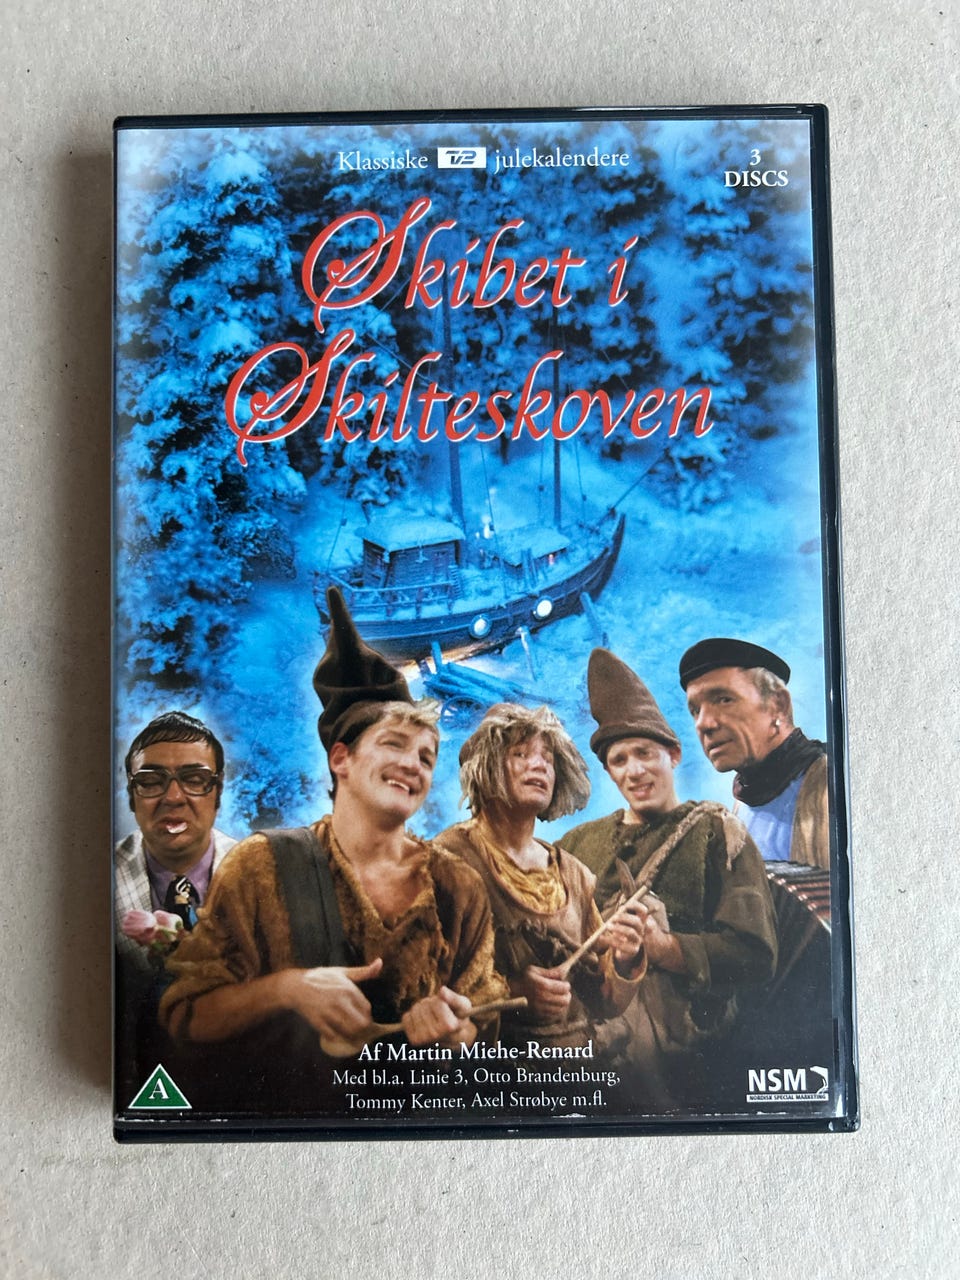 Klassiske TV2 julekalendere
3
DISCS
Skibet i
Skilteskoven
Af Martin Miehe-Renard
Med bl.a. Linie 3, Otto Brandenburg,
Tommy Kenter, Axel Strøbye m.fl.
A
NSM
NORDISK SPECIAL MARKETING